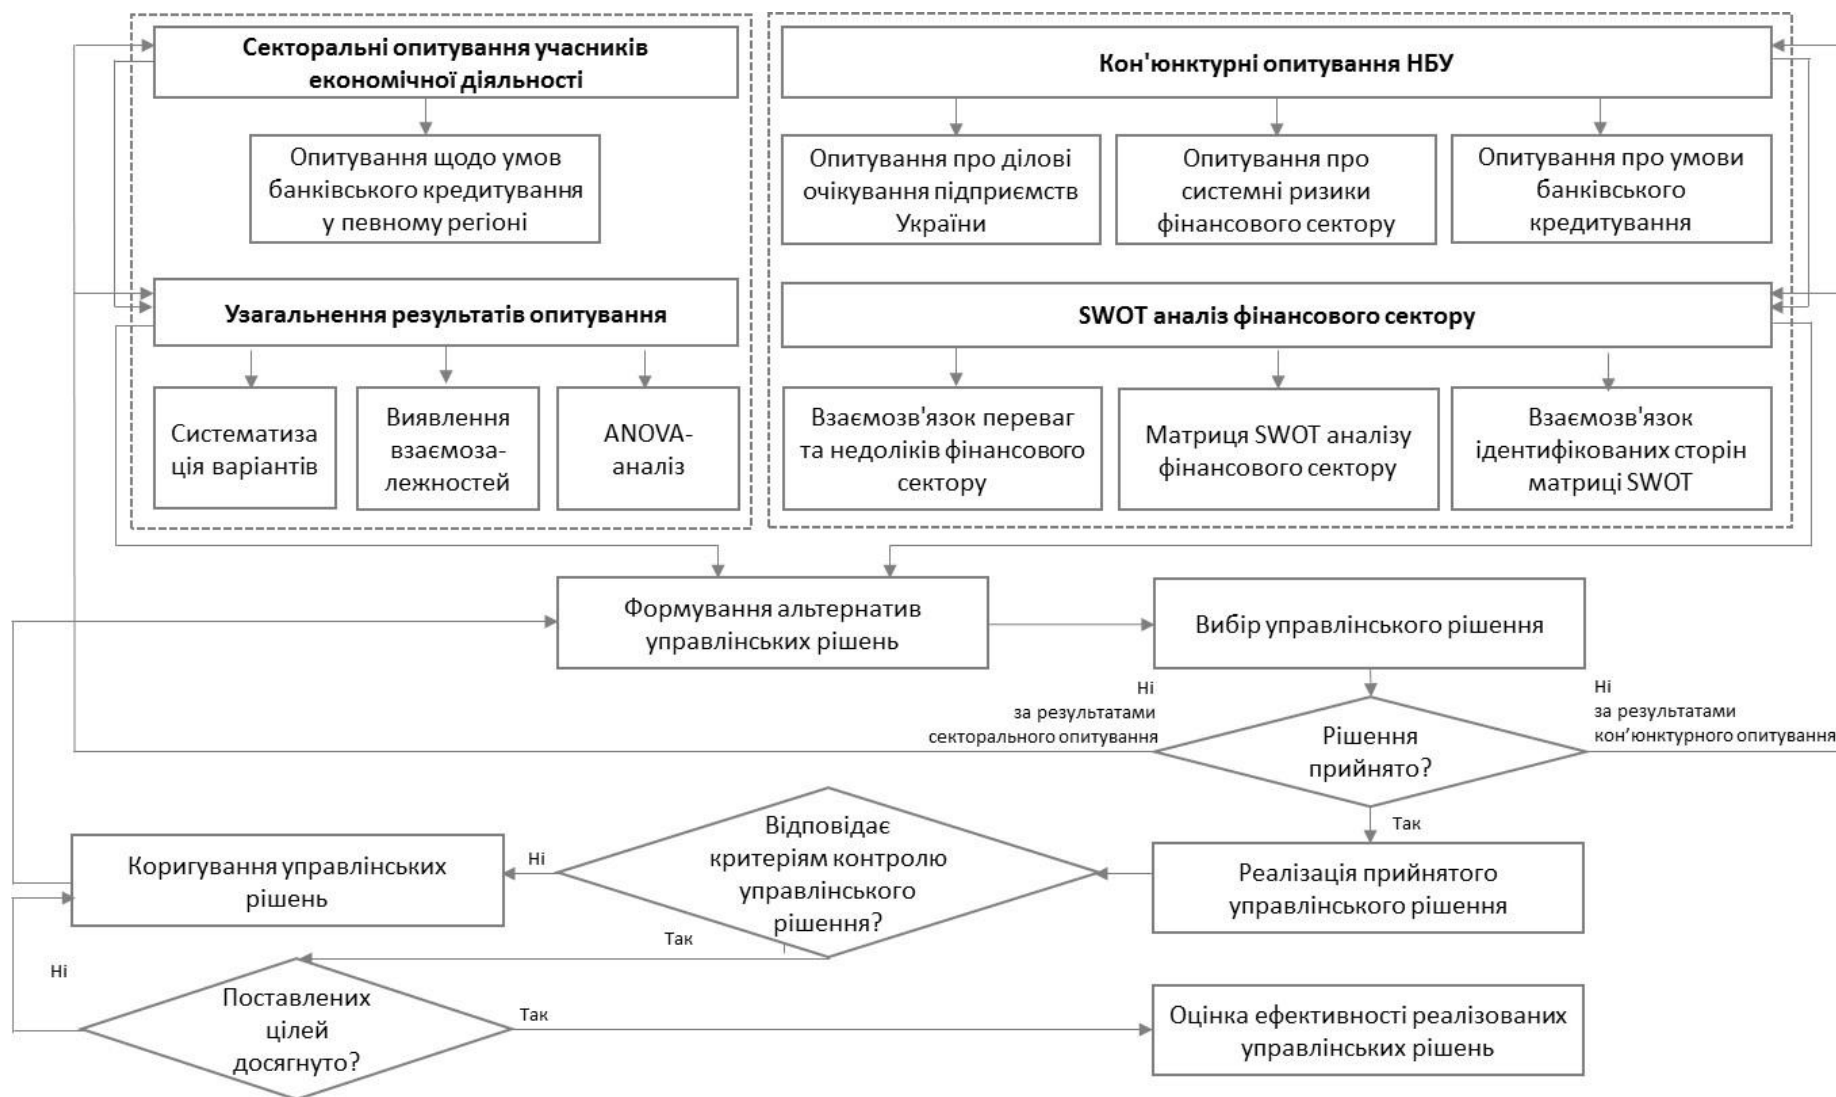 Секторальні опитування учасників
економічної діяльності
Кон'юнктурні опитування НБУ
Опитування щодо умов
банківського кредитування
у певному регіоні
Опитування про ділові
очікування підприємств
України
Опитування про
системні ризики
фінансового сектору
Опитування про умови
банківського
кредитування
Узагальнення результатів опитування
SWOT аналіз фінансового сектору
Систематиза
ція варіантів
Виявлення
взаємоза-
лежностей
ANOVA-
аналіз
Взаємозв'язок переваг
та недоліків фінансового
сектору
Матриця SWOT аналізу
фінансового сектору
Взаємозв'язок
ідентифікованих сторін
матриці SWOT
Формування альтернатив
управлінських рішень
Вибір управлінського рішення
Ні
за результатами
секторального опитування
Рішення
прийнято?
Ні
за результатами
кон’юнктурного опитування
Так
Відповідає
критеріям контролю
управлінського
рішення?
Реалізація прийнятого
управлінського рішення
Ні
Коригування управлінських
рішень
Так
Ні
Поставлених
цілей
досягнуто?
Так
Оцінка ефективності реалізованих
управлінських рішень